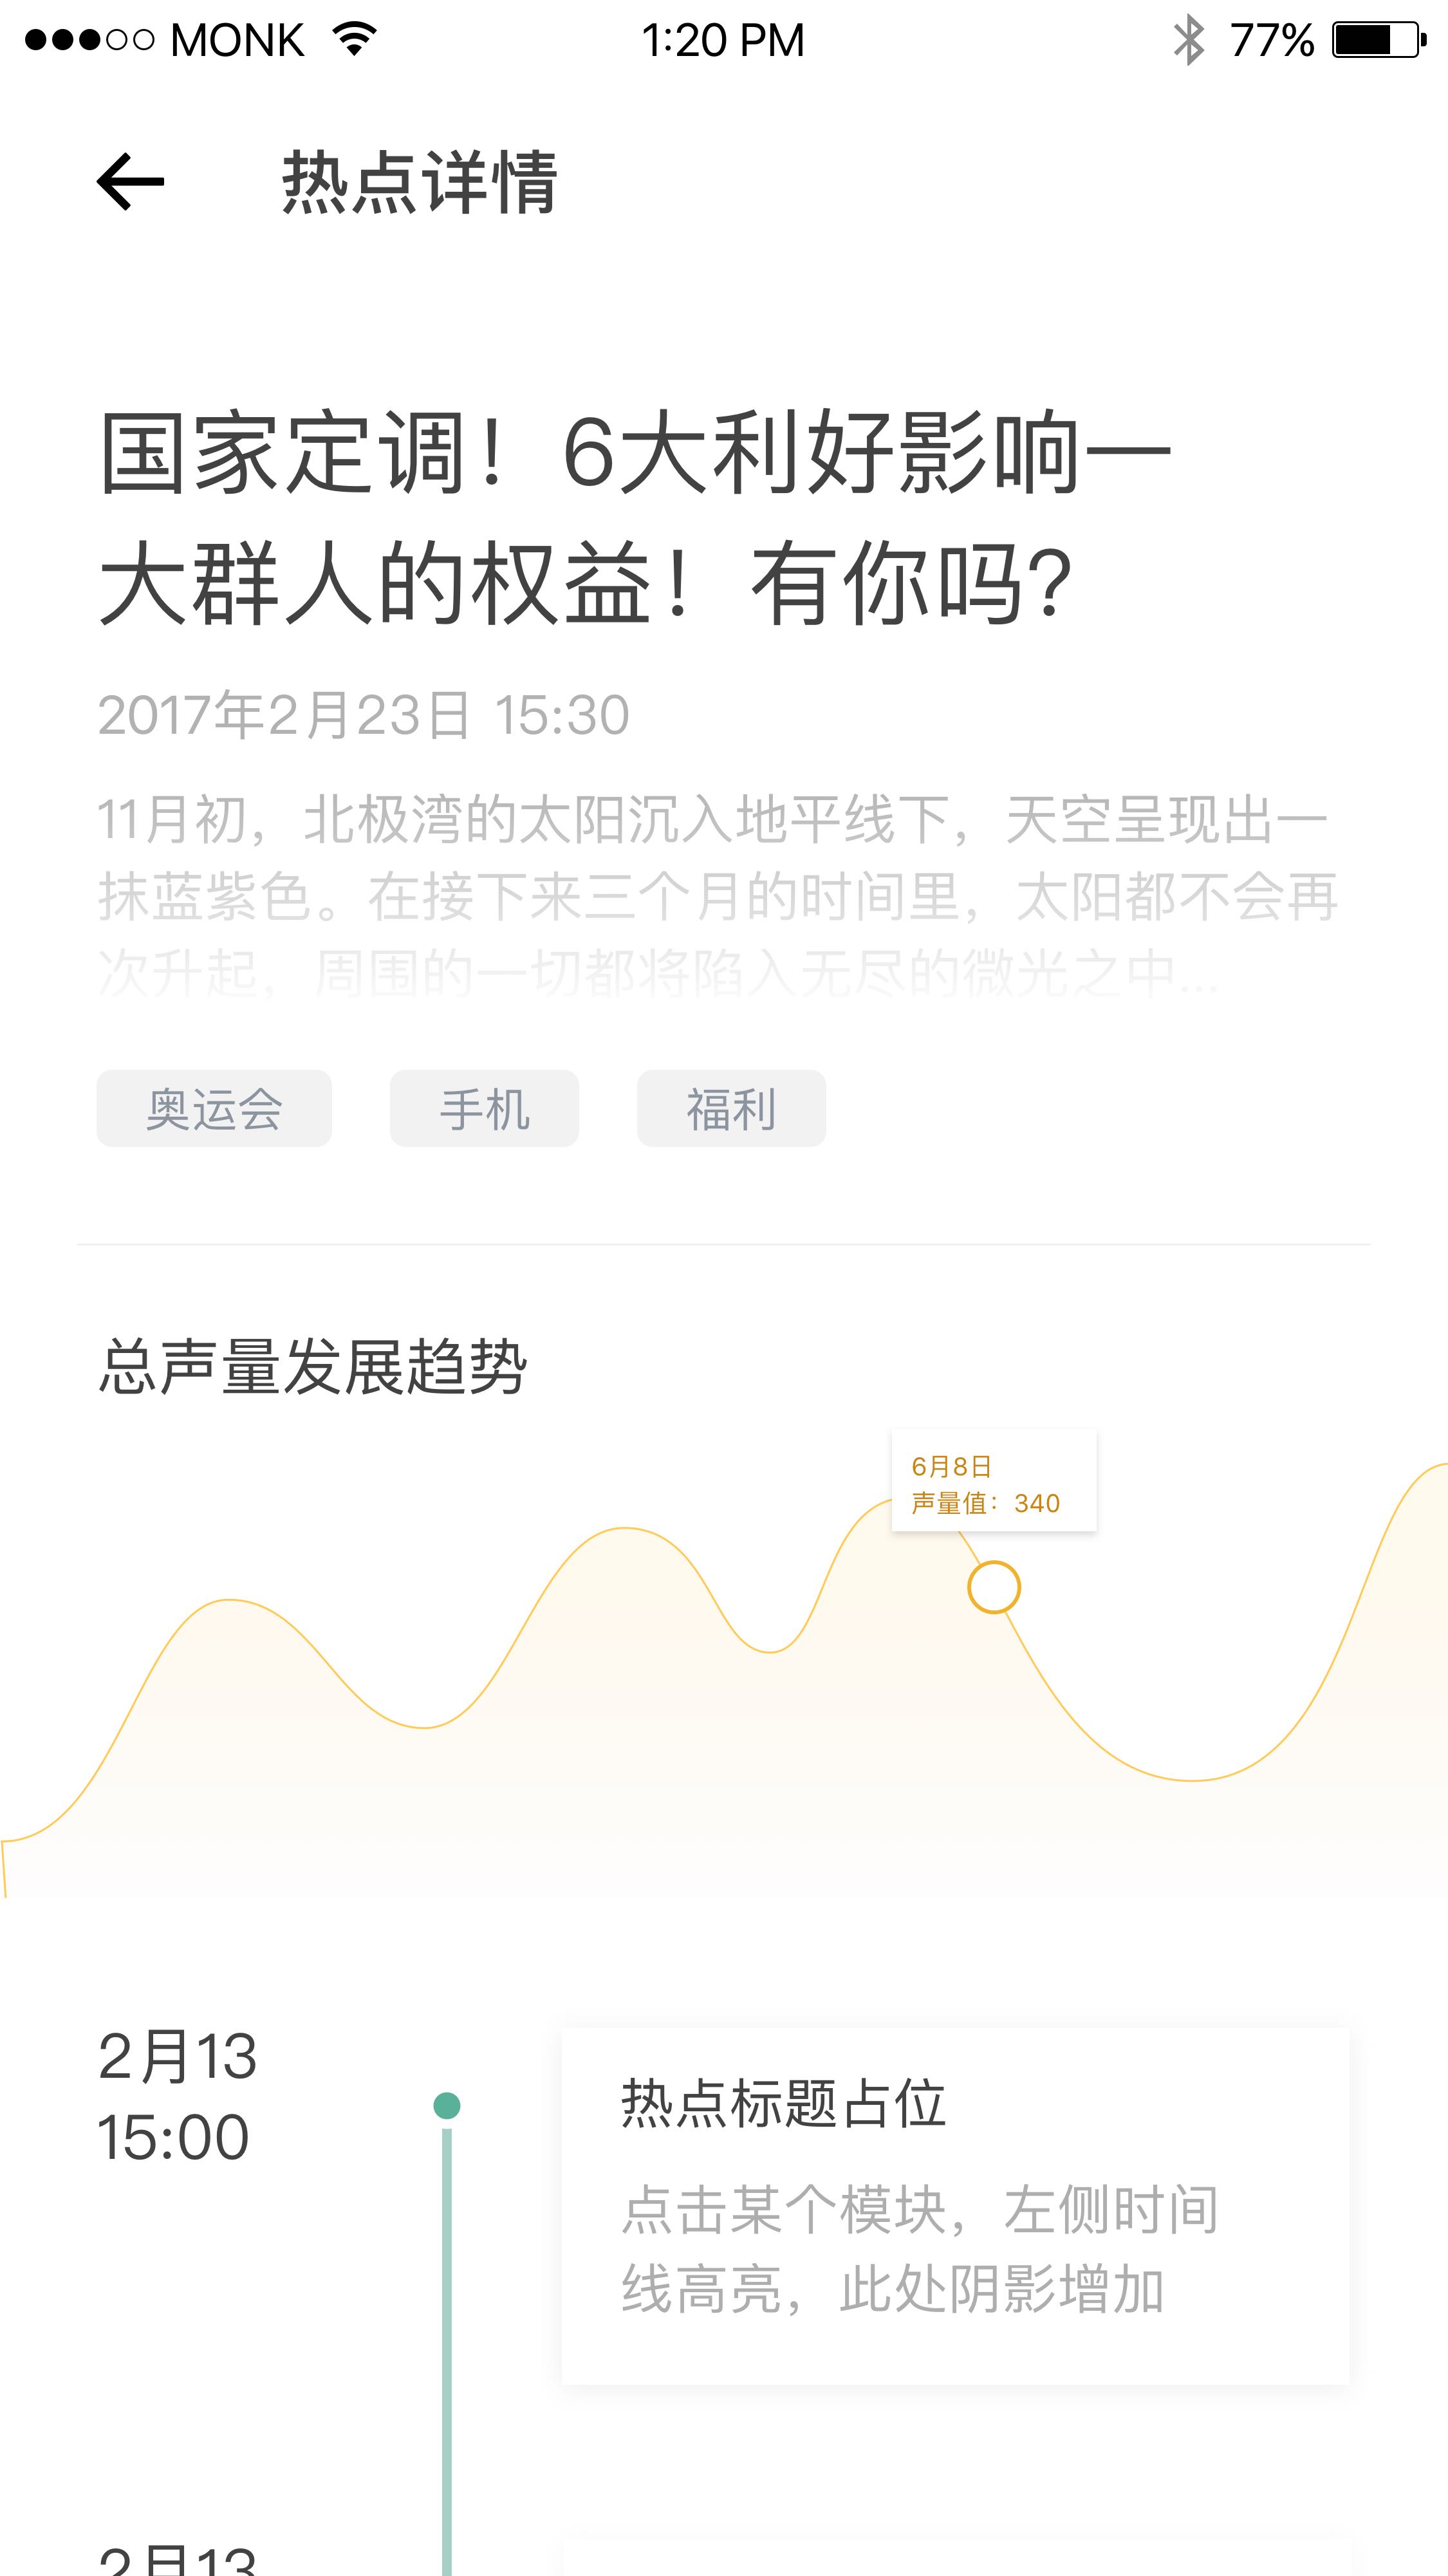 MONK 1:20 PM 77%
热点详情
国家定调！6大利好影响一
大群人的权益！有你吗?
2017年2月23日 15:30
11月初，北极湾的太阳沉入地平线下，天空呈现出一
抹蓝紫色。在接下来三个月的时间里，太阳都不会再
次升起，周围的一切都将陷入无尽的微光之中...
奥运会 手机 福利
总声量发展趋势
6月8日
声量值：340
2月13
15:00
热点标题占位
点击某个模块，左侧时间
线高亮，此处阴影增加
2月13